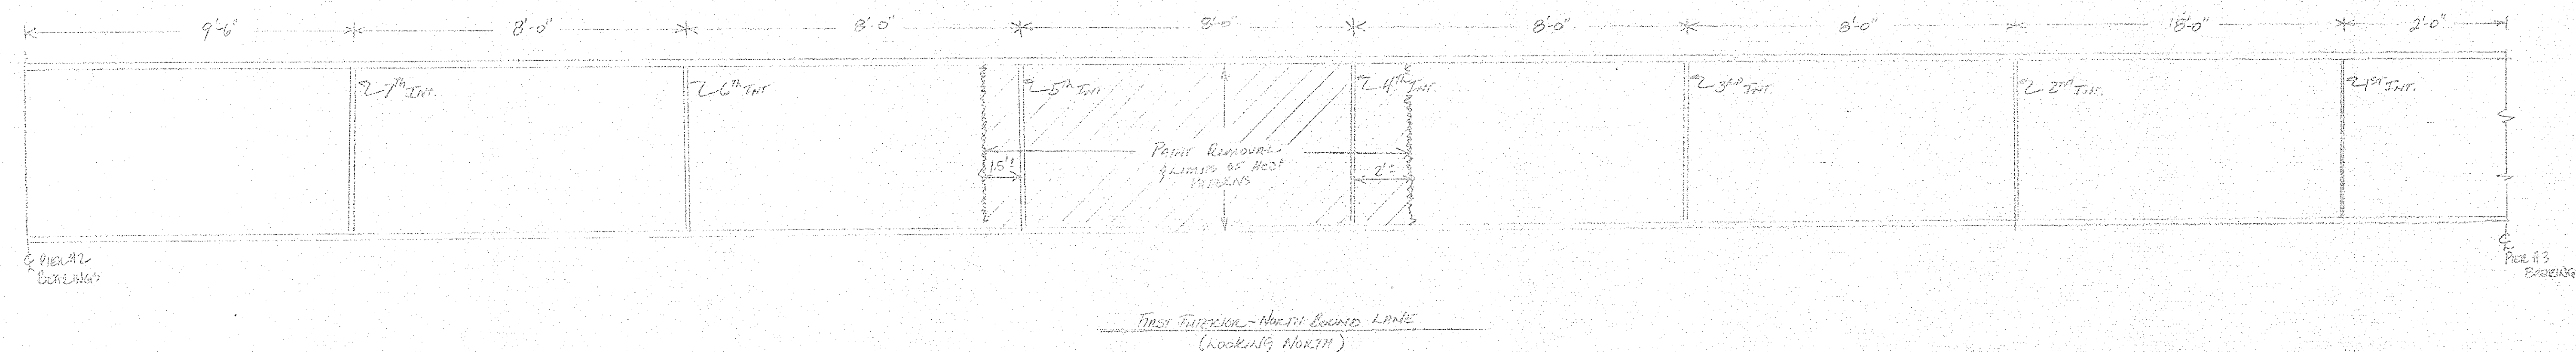 9'-6" 8'-0" 8'-0" 8'-0" 8'-0" 8'-0" 18'-0" 2'-0"
7TH INT. 6TH INT 5TH INT 4TH INT. 3RD INT. 2ND INT. 1ST INT.
PAINT REMOVAL
& LIMITS OF HEAT
PATTERNS
1.5'± 2'±
℄ PIER #2
BEARINGS
℄
PIER #3
BEARING
FIRST INTERIOR - NORTH BOUND LANE
(LOOKING NORTH)